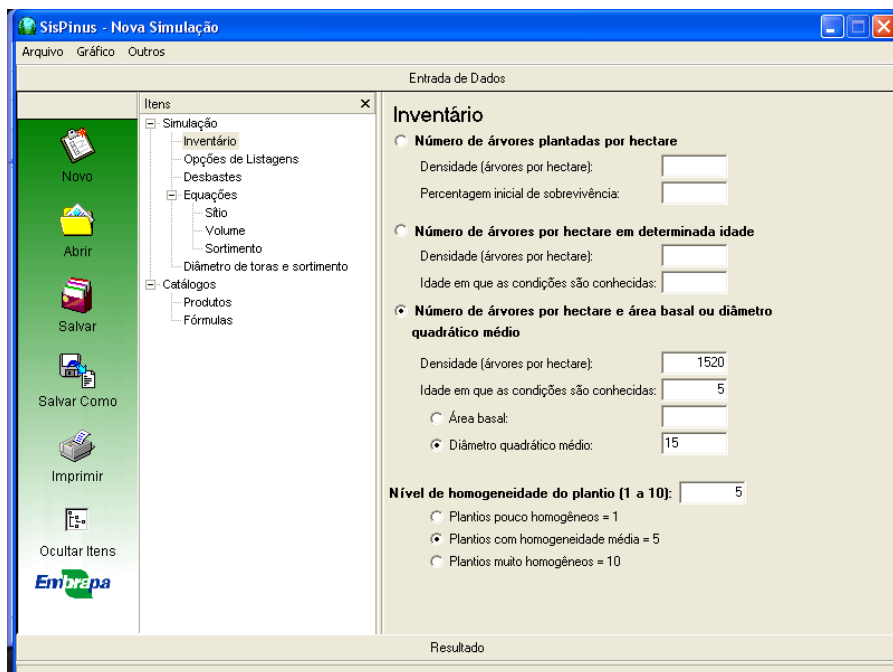 SisPinus - Nova Simulação
Arquivo Gráfico Outros
Entrada de Dados
Novo
Abrir
Salvar
Salvar Como
Imprimir
Ocultar Itens
Embrapa
Itens
Simulação
Inventário
Opções de Listagens
Desbastes
Equações
Sítio
Volume
Sortimento
Diâmetro de toras e sortimento
Catálogos
Produtos
Fórmulas
Inventário
Número de árvores plantadas por hectare
Densidade (árvores por hectare):
Percentagem inicial de sobrevivência:
Número de árvores por hectare em determinada idade
Densidade (árvores por hectare):
Idade em que as condições são conhecidas:
Número de árvores por hectare e área basal ou diâmetro
quadrático médio
Densidade (árvores por hectare): 1520
Idade em que as condições são conhecidas: 5
Área basal:
Diâmetro quadrático médio: 15
Nível de homogeneidade do plantio (1 a 10): 5
Plantios pouco homogêneos = 1
Plantios com homogeneidade média = 5
Plantios muito homogêneos = 10
Resultado